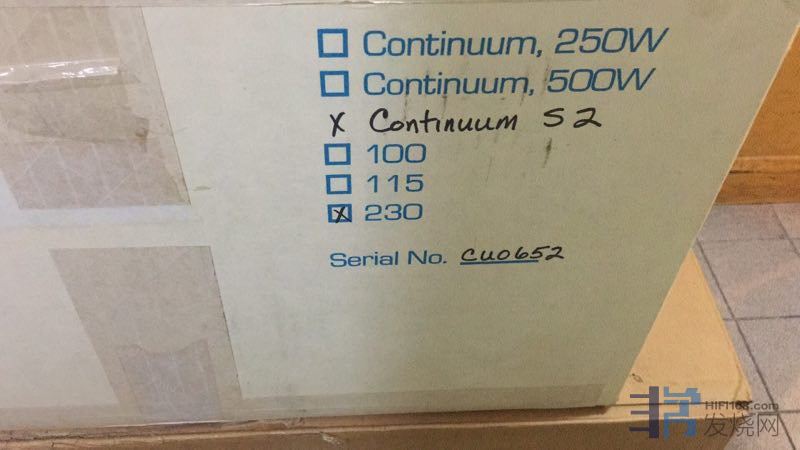 Continuum, 250W
Continuum, 500W
x Continuum S2
100
115
x 230
Serial No. CU0652
HIFI168.com
发烧网